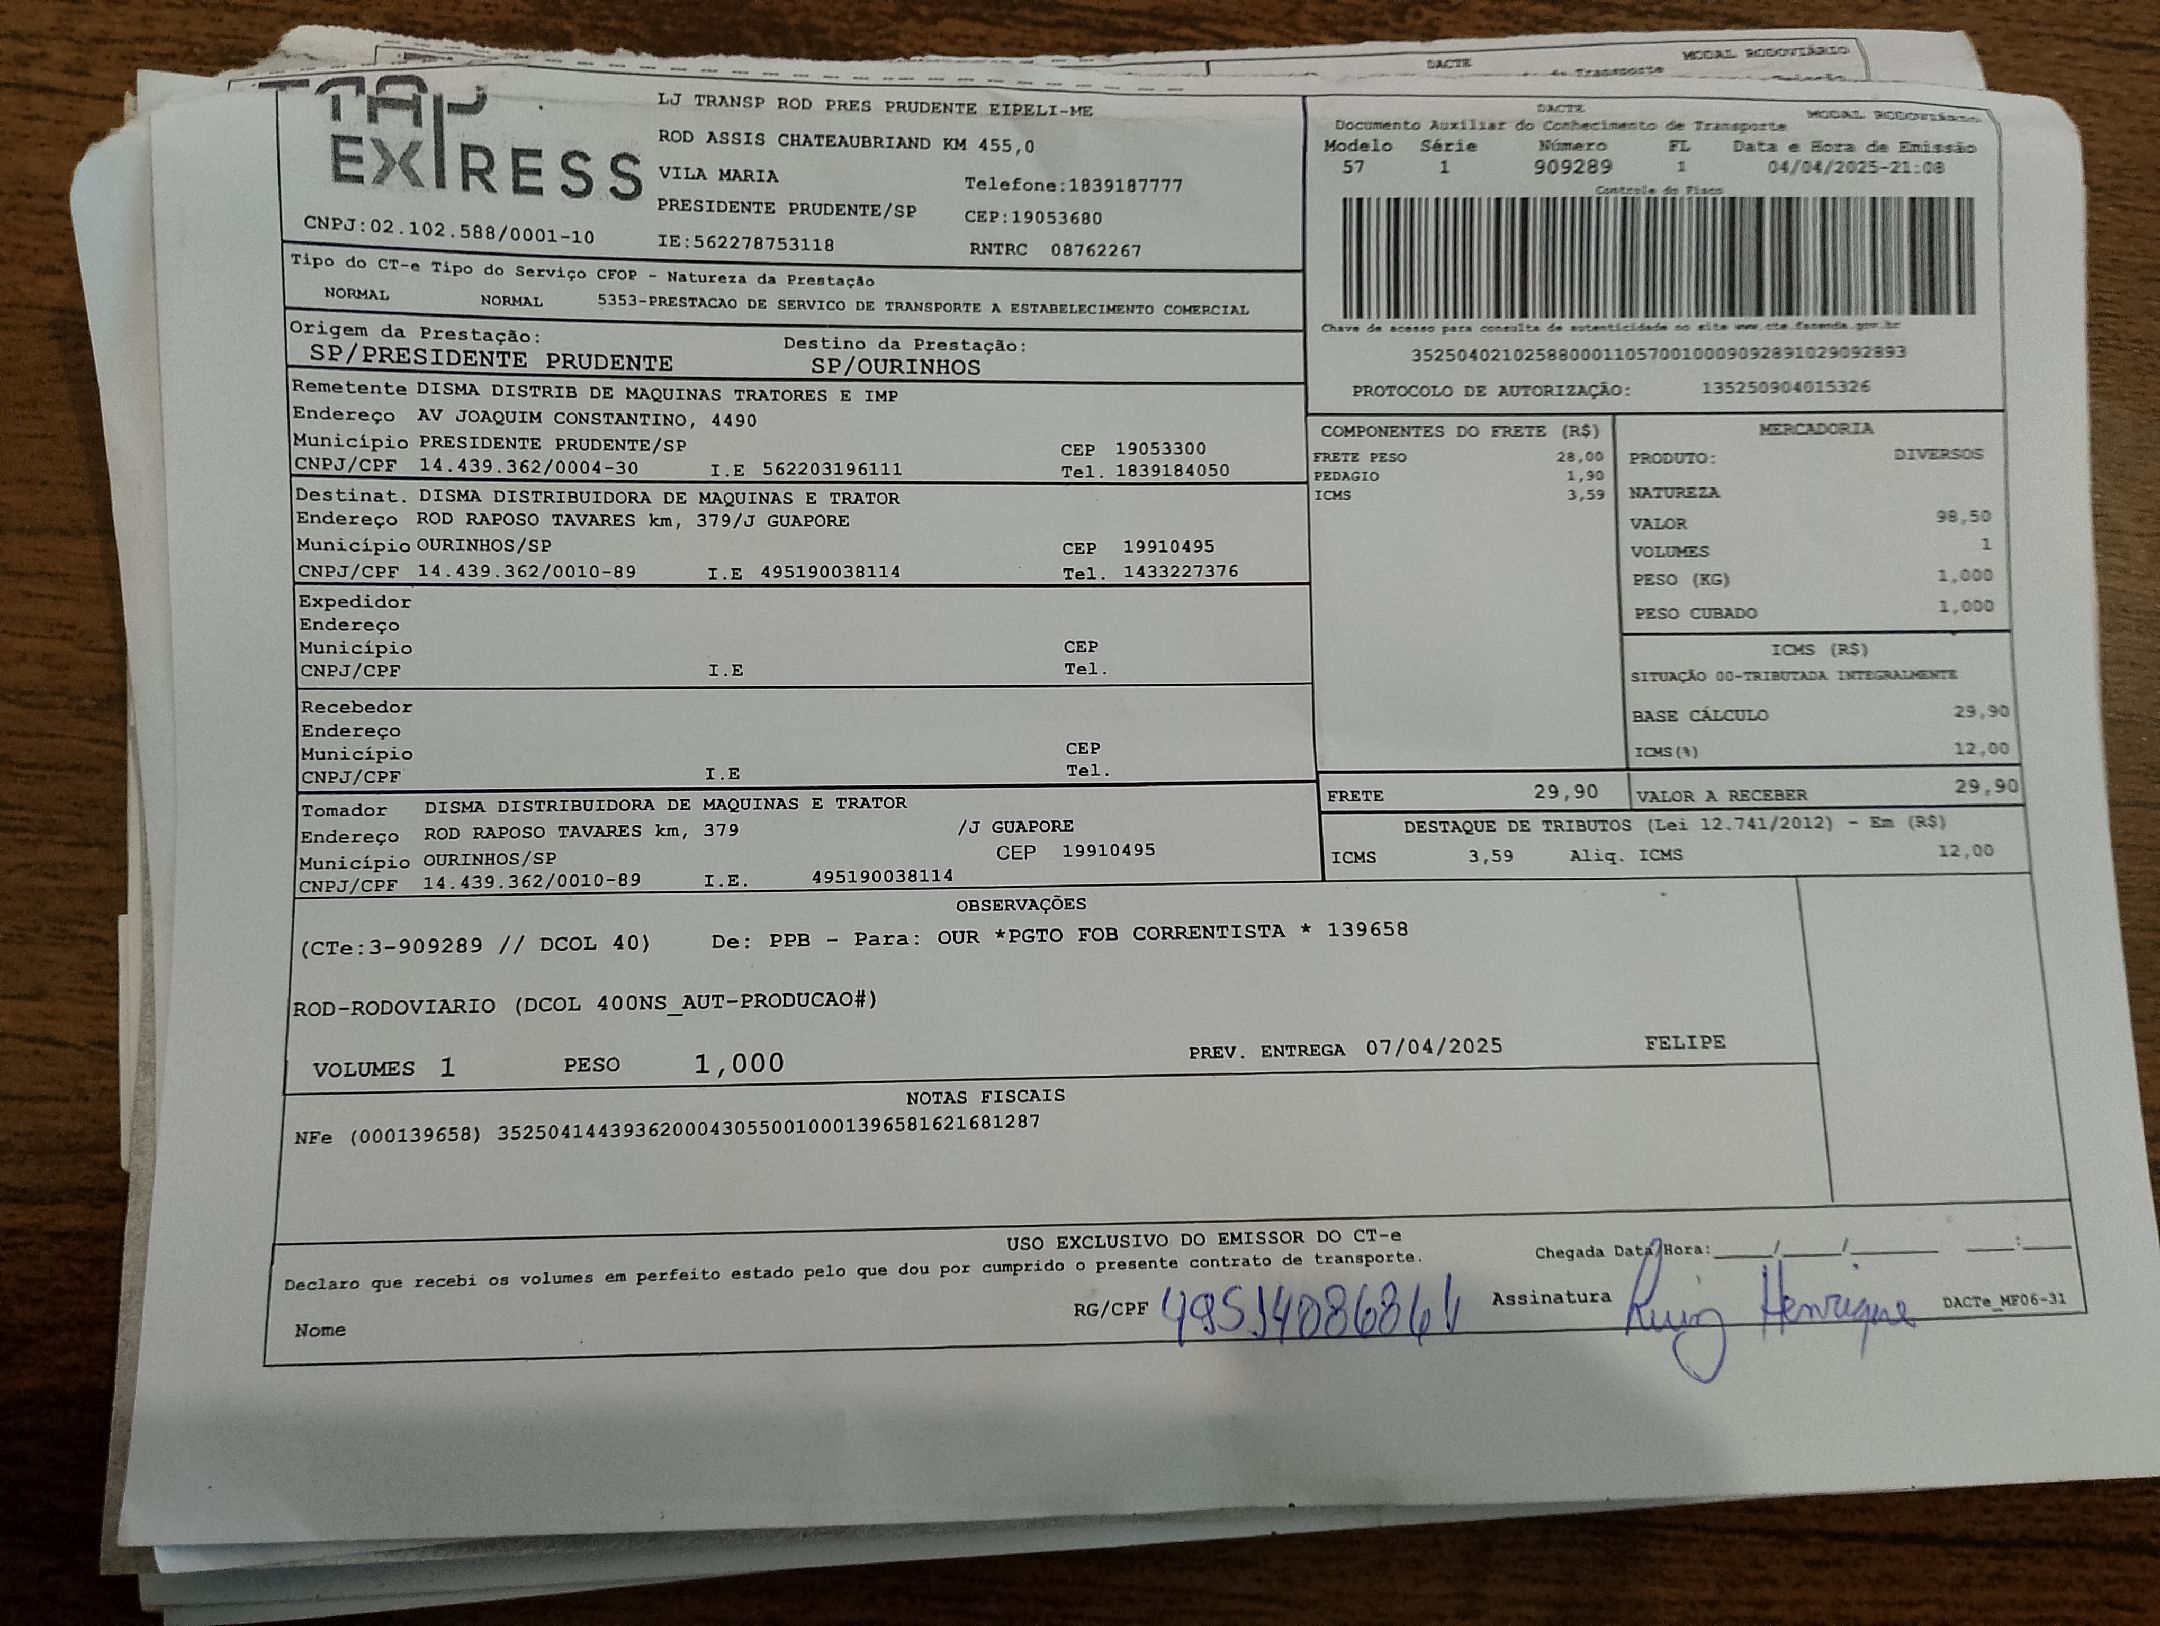 DACTE MODAL RODOVIÁRIO
de Transporte
TAP
EXPRESS
CNPJ:02.102.588/0001-10
LJ TRANSP ROD PRES PRUDENTE EIRELI-ME
ROD ASSIS CHATEAUBRIAND KM 455,0
VILA MARIA Telefone:1839187777
PRESIDENTE PRUDENTE/SP CEP:19053680
IE:562278753118 RNTRC 08762267
DACTE MODAL RODOVIÁRIO
Documento Auxiliar do Conhecimento de Transporte
Modelo Série Número FL Data e Hora de Emissão
57 1 909289 1 04/04/2025-21:08
Controle do Fisco
Chave de acesso para consulta de autenticidade no site www.cte.fazenda.gov.br
35250402102588000110570010009092891029092893
PROTOCOLO DE AUTORIZAÇÃO: 135250904015326
Tipo do CT-e Tipo do Serviço CFOP - Natureza da Prestação
NORMAL NORMAL 5353-PRESTACAO DE SERVICO DE TRANSPORTE A ESTABELECIMENTO COMERCIAL
Origem da Prestação: Destino da Prestação:
SP/PRESIDENTE PRUDENTE SP/OURINHOS
Remetente DISMA DISTRIB DE MAQUINAS TRATORES E IMP
Endereço AV JOAQUIM CONSTANTINO, 4490
Município PRESIDENTE PRUDENTE/SP CEP 19053300
CNPJ/CPF 14.439.362/0004-30 I.E 562203196111 Tel. 1839184050
Destinat. DISMA DISTRIBUIDORA DE MAQUINAS E TRATOR
Endereço ROD RAPOSO TAVARES km, 379/J GUAPORE
Município OURINHOS/SP CEP 19910495
CNPJ/CPF 14.439.362/0010-89 I.E 495190038114 Tel. 1433227376
Expedidor
Endereço
Município CEP
CNPJ/CPF I.E Tel.
Recebedor
Endereço
Município CEP
CNPJ/CPF I.E Tel.
Tomador DISMA DISTRIBUIDORA DE MAQUINAS E TRATOR
Endereço ROD RAPOSO TAVARES km, 379 /J GUAPORE
Município OURINHOS/SP CEP 19910495
CNPJ/CPF 14.439.362/0010-89 I.E. 495190038114
COMPONENTES DO FRETE (R$)
FRETE PESO 28,00
PEDAGIO 1,90
ICMS 3,59
MERCADORIA
PRODUTO: DIVERSOS
NATUREZA
VALOR 98,50
VOLUMES 1
PESO (KG) 1,000
PESO CUBADO 1,000
ICMS (R$)
SITUAÇÃO 00-TRIBUTADA INTEGRALMENTE
BASE CÁLCULO 29,90
ICMS(%) 12,00
FRETE 29,90 VALOR A RECEBER 29,90
DESTAQUE DE TRIBUTOS (Lei 12.741/2012) - Em (R$)
ICMS 3,59 Aliq. ICMS 12,00
OBSERVAÇÕES
(CTe:3-909289 // DCOL 40) De: PPB - Para: OUR *PGTO FOB CORRENTISTA * 139658
ROD-RODOVIARIO (DCOL 400NS_AUT-PRODUCAO#)
VOLUMES 1 PESO 1,000 PREV. ENTREGA 07/04/2025 FELIPE
NOTAS FISCAIS
NFe (000139658) 35250414439362000430550010001396581621681287
USO EXCLUSIVO DO EMISSOR DO CT-e
Declaro que recebi os volumes em perfeito estado pelo que dou por cumprido o presente contrato de transporte.
Chegada Data/Hora:____/____/______ ___:___
Nome RG/CPF Assinatura Henrique DACTe_MF06-31